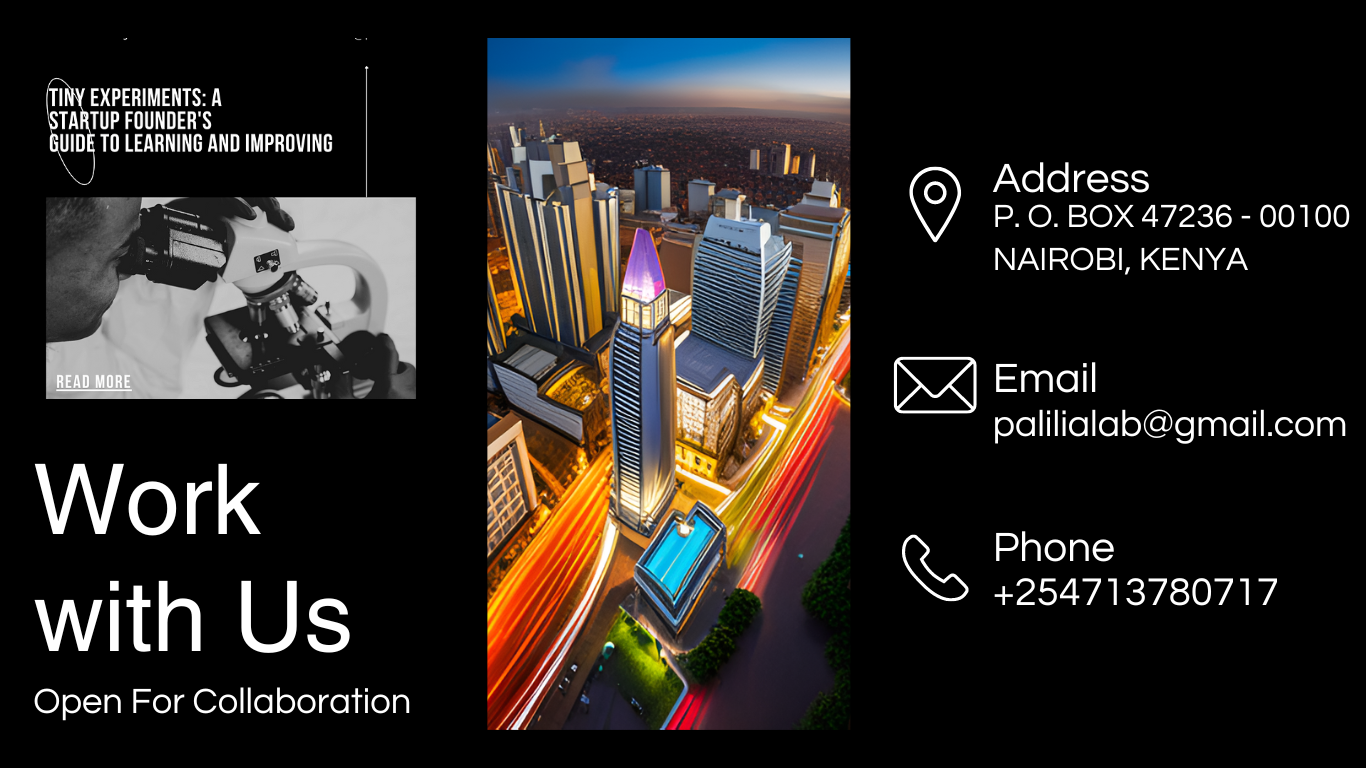 TINY EXPERIMENTS: A
STARTUP FOUNDER'S
GUIDE TO LEARNING AND IMPROVING
READ MORE
Work
with Us
Open For Collaboration
Address
P. O. BOX 47236 - 00100
NAIROBI, KENYA
Email
palilialab@gmail.com
Phone
+254713780717